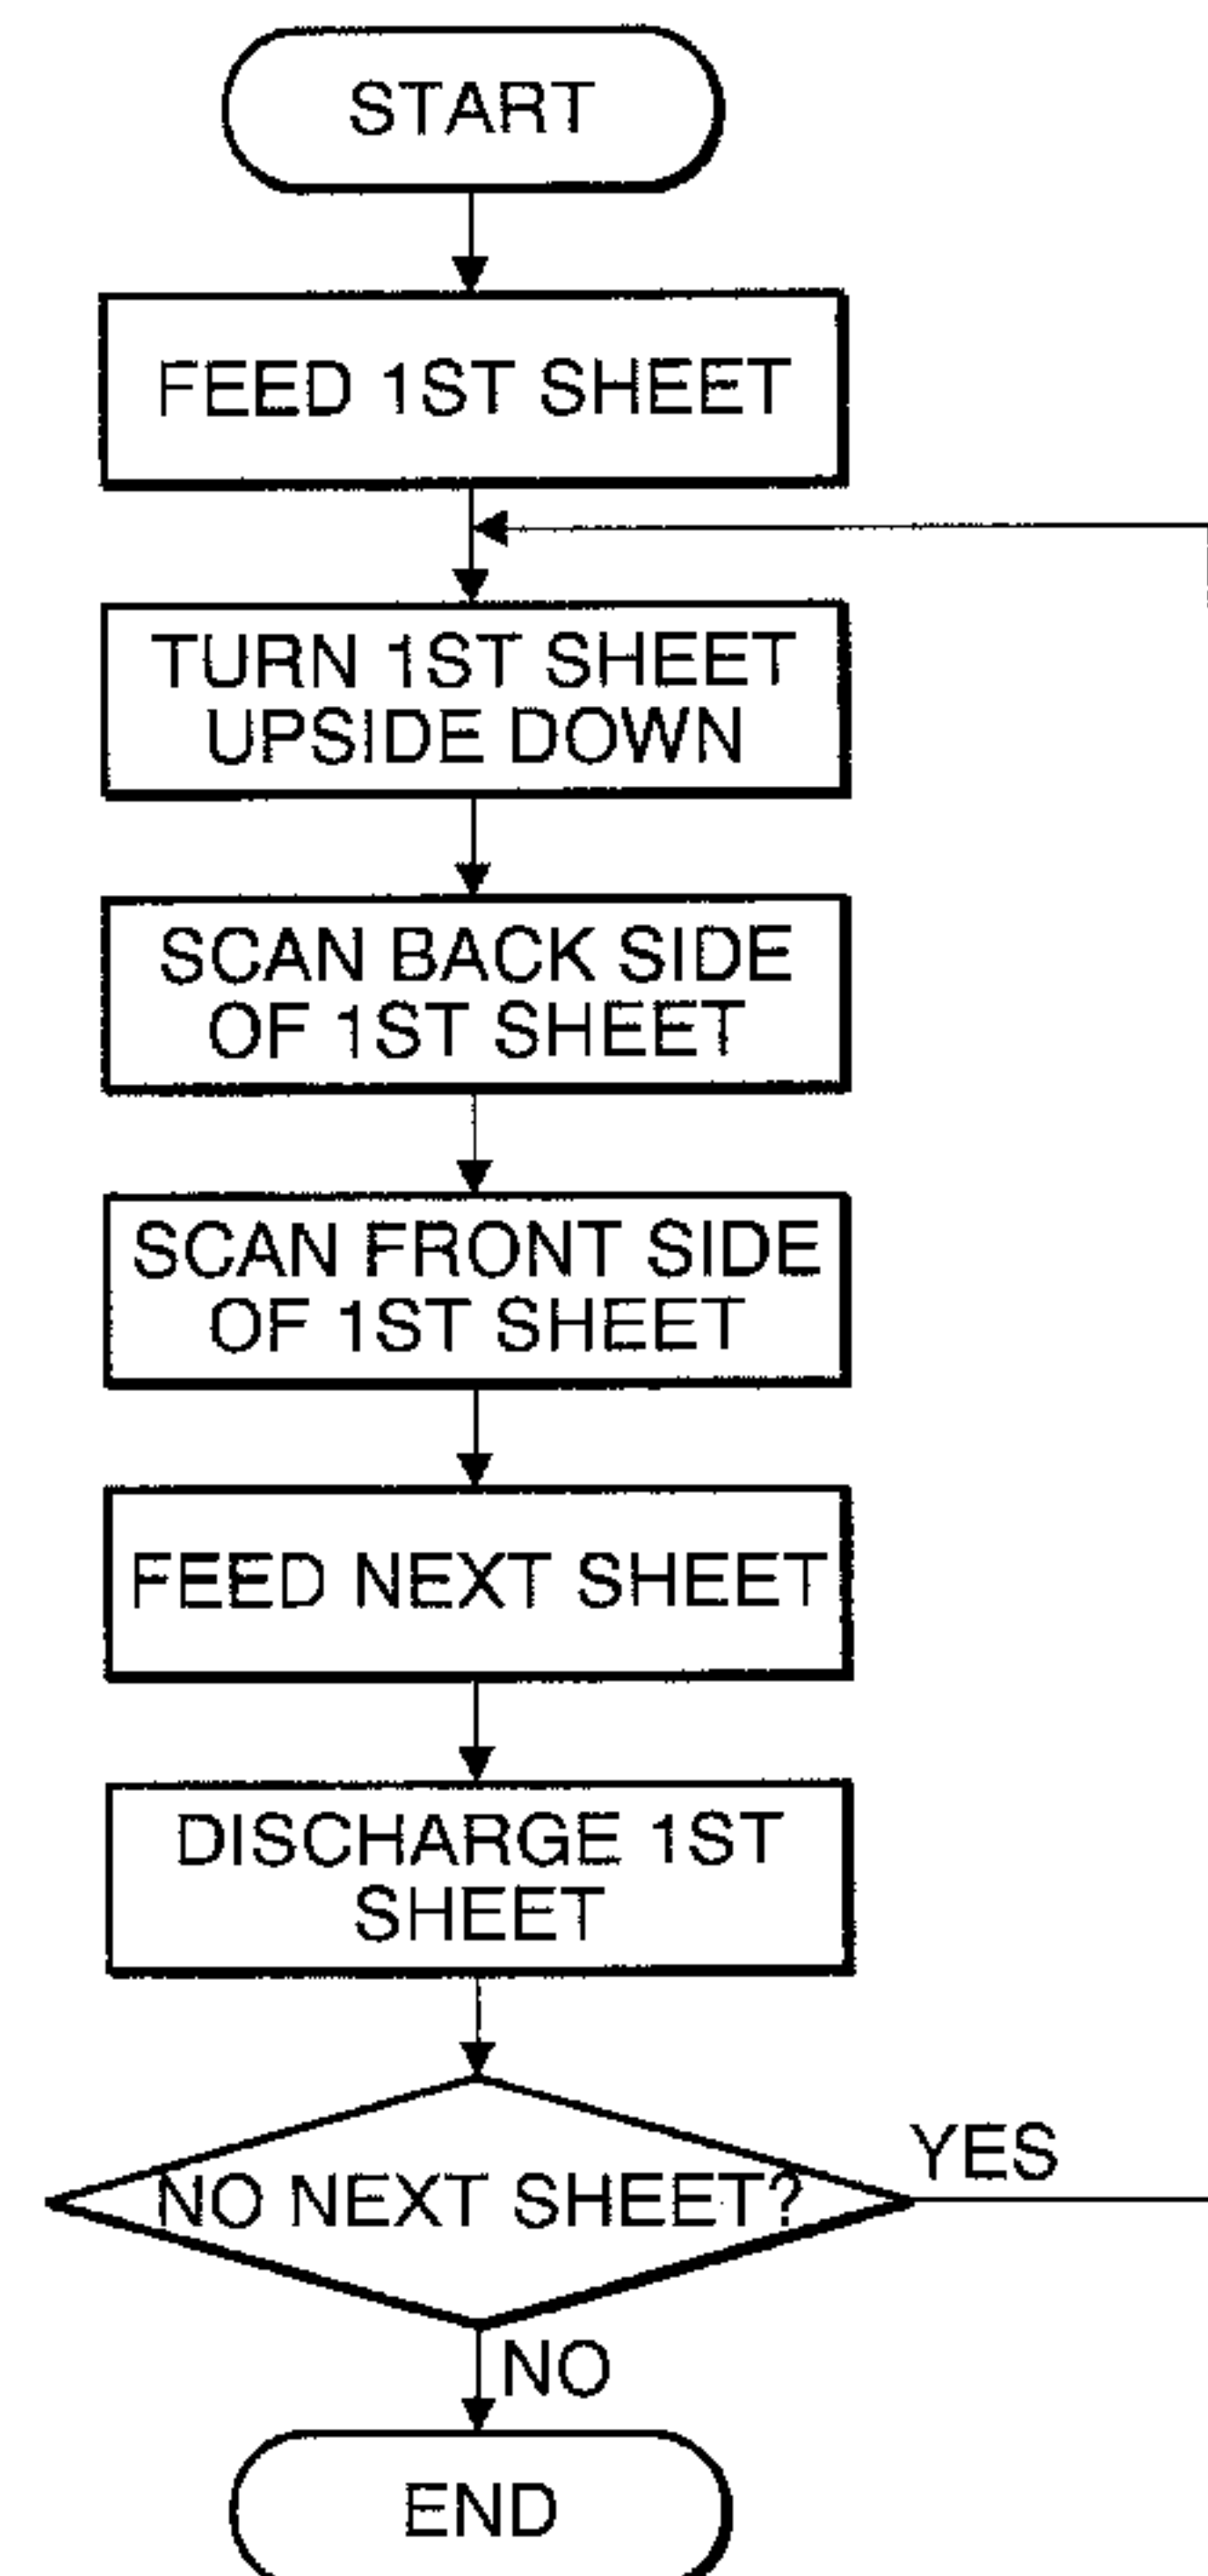 START
FEED 1ST SHEET
TURN 1ST SHEET
UPSIDE DOWN
SCAN BACK SIDE
OF 1ST SHEET
SCAN FRONT SIDE
OF 1ST SHEET
FEED NEXT SHEET
DISCHARGE 1ST
SHEET
NO NEXT SHEET?
YES
NO
END